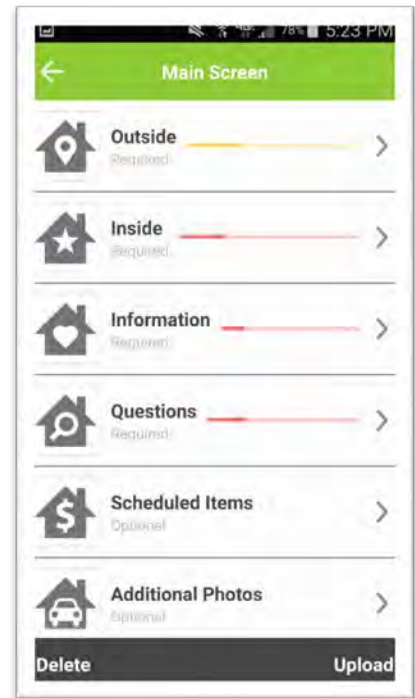 78% 5:23 PM
Main Screen
Outside
Required
Inside
Required
Information
Required
Questions
Required
Scheduled Items
Optional
Additional Photos
Optional
Delete
Upload